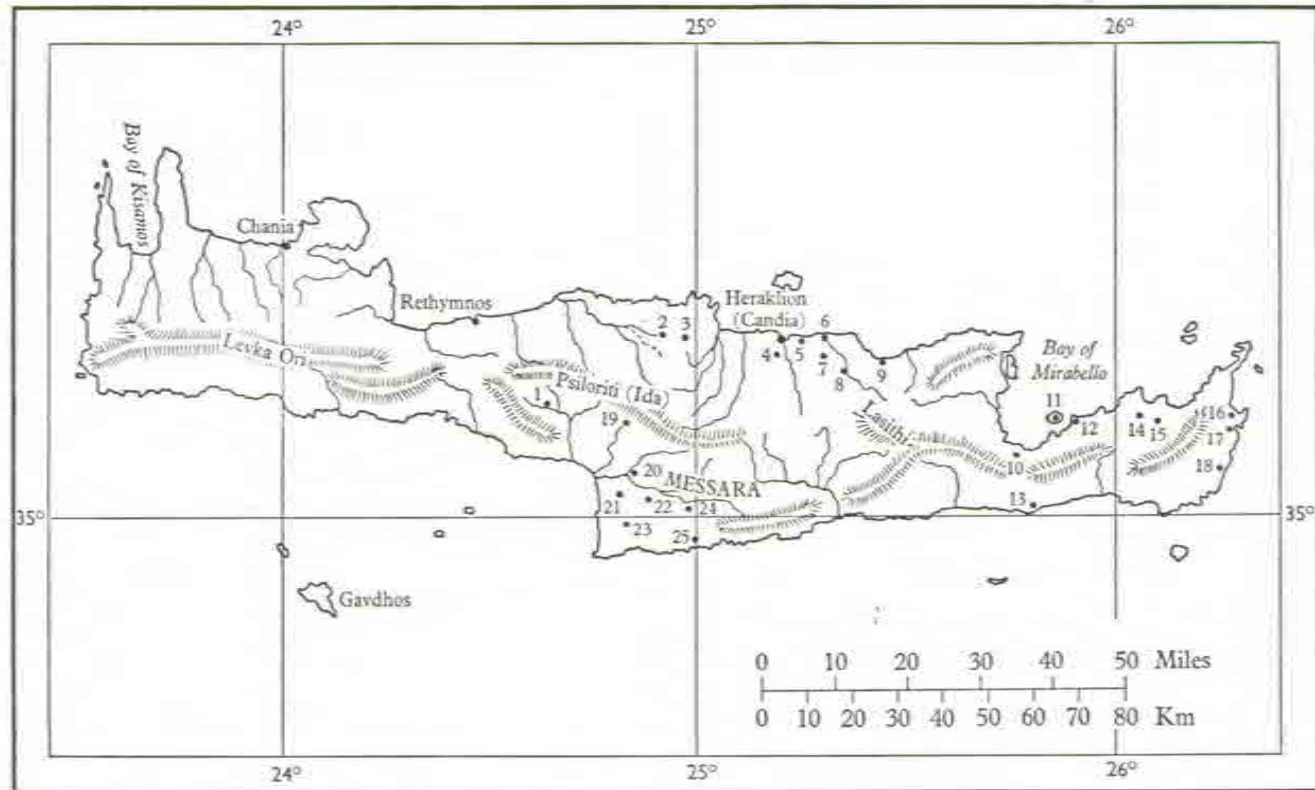 24° 25° 26°
Bay of Kisamos
Chania
Rethymnos
Herakhon
(Candia)
2 3 6
4 5 7
8 9
Bay of
Mirabello
Levka Ori
Psiloriti (Ida)
Lasithi
1 19
11 12 14 15 16
17
18
10
13
20
MESSARA
21 22 24
23 25
35° 35°
Gavdhos
0 10 20 30 40 50 Miles
0 10 20 30 40 50 60 70 80 Km
24° 25° 26°